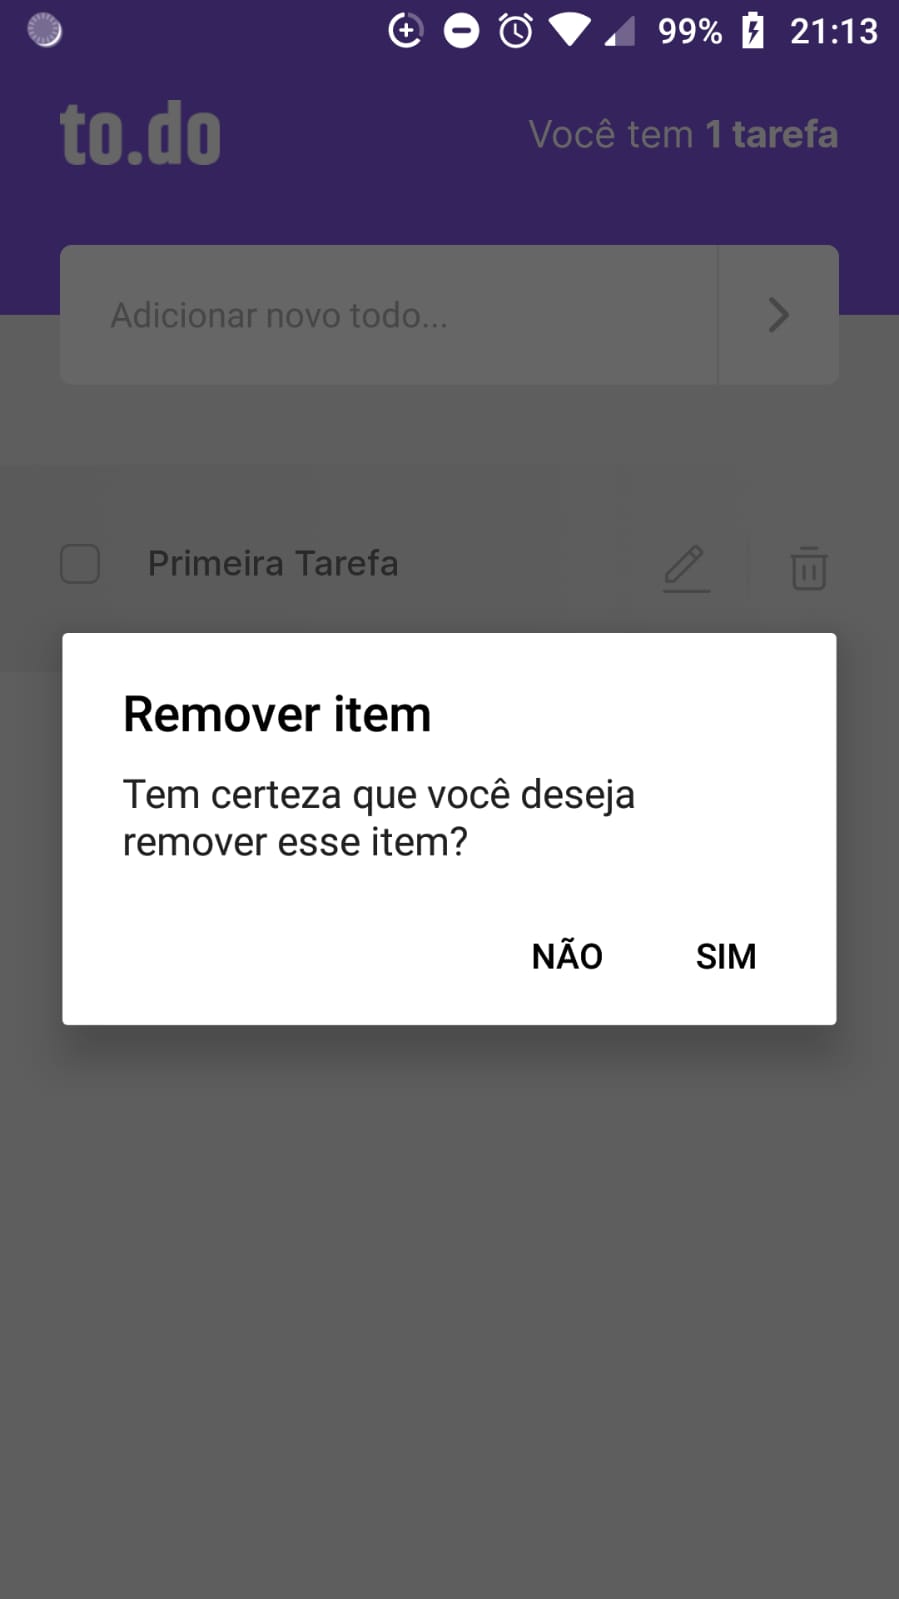 99% 21:13
to.do
Você tem 1 tarefa
Adicionar novo todo...
Primeira Tarefa
Remover item
Tem certeza que você deseja
remover esse item?
NÃO SIM